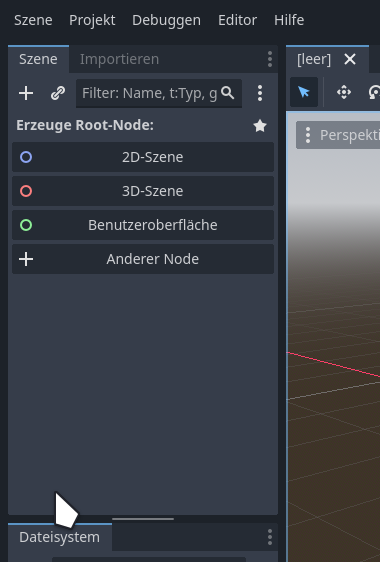 Szene Projekt Debuggen Editor Hilfe
Szene Importieren [leer]
Filter: Name, t:Typ, g
Perspekti
Erzeuge Root-Node:
2D-Szene
3D-Szene
Benutzeroberfläche
Anderer Node
Dateisystem